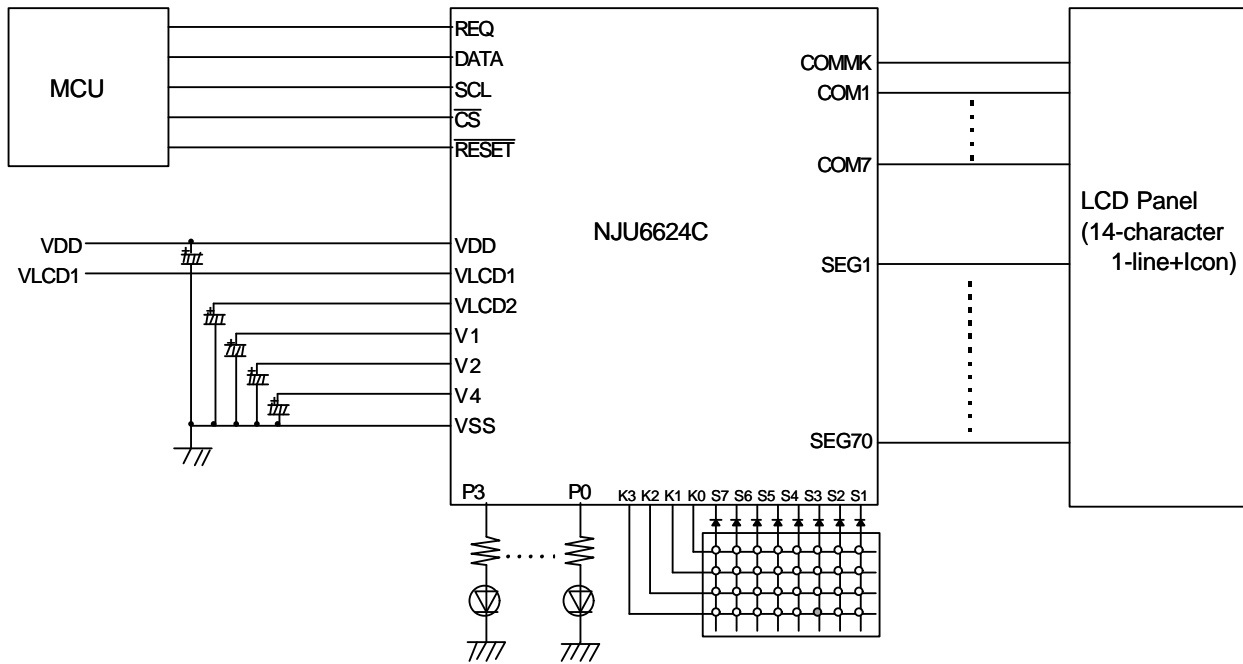 MCU
REQ
DATA
SCL
CS
RESET
VDD
VLCD1
VDD
VLCD1
VLCD2
V1
V2
V4
VSS
NJU6624C
COMMK
COM1
COM7
SEG1
SEG70
LCD Panel
(14-character
1-line+Icon)
P3
P0
K3 K2 K1 K0 S7 S6 S5 S4 S3 S2 S1